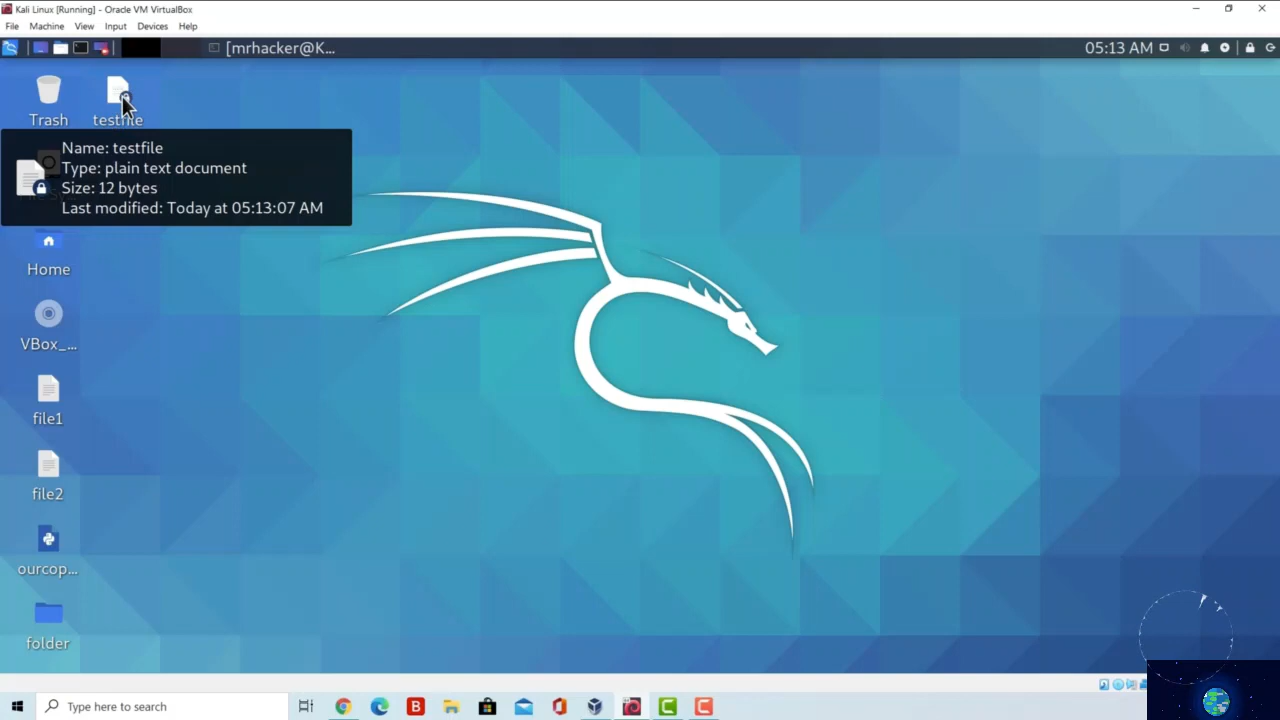 Kali Linux [Running] - Oracle VM VirtualBox
File Machine View Input Devices Help
[mrhacker@K...
05:13 AM
Trash
testfile
Name: testfile
Type: plain text document
Size: 12 bytes
Last modified: Today at 05:13:07 AM
Home
VBox_...
file1
file2
ourcop...
folder
Type here to search